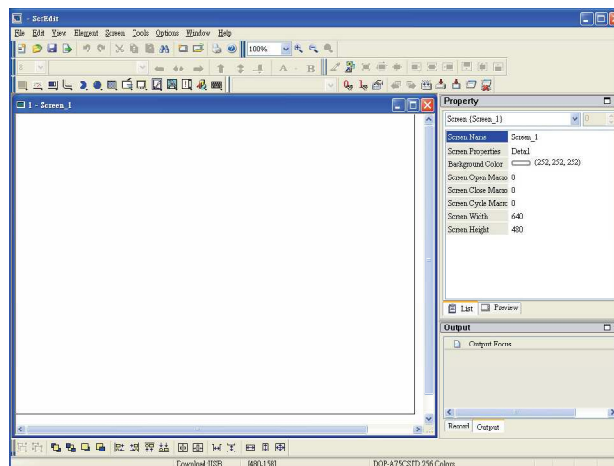 - ScrEdit
File Edit View Element Screen Tools Options Window Help
100%
A B
1 - Screen_1
Property
Screen {Screen_1}
0
Screen Name Screen_1
Screen Properties Detail
Background Color (252, 252, 252)
Screen Open Macro 0
Screen Close Macro 0
Screen Cycle Macro 0
Screen Width 640
Screen Height 480
List Preview
Output
Output Focus
Record Output
Download :USB [480,158] DOP-A75CSTD 256 Colors